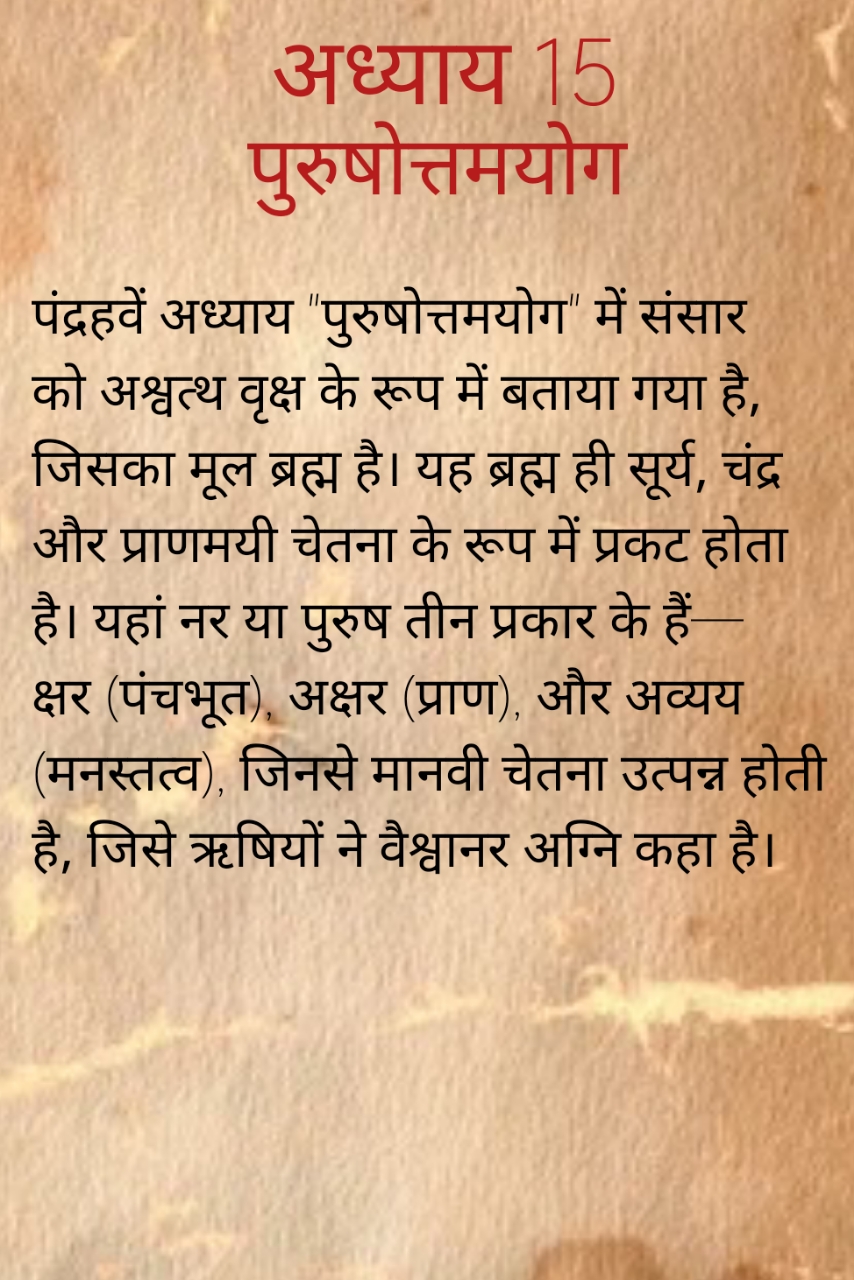 अध्याय 15
पुरुषोत्तमयोग
पंद्रहवें अध्याय "पुरुषोत्तमयोग" में संसार
को अश्वत्थ वृक्ष के रूप में बताया गया है,
जिसका मूल ब्रह्म है। यह ब्रह्म ही सूर्य, चंद्र
और प्राणमयी चेतना के रूप में प्रकट होता
है। यहां नर या पुरुष तीन प्रकार के हैं—
क्षर (पंचभूत), अक्षर (प्राण), और अव्यय
(मनस्तत्व), जिनसे मानवी चेतना उत्पन्न होती
है, जिसे ऋषियों ने वैश्वानर अग्नि कहा है।